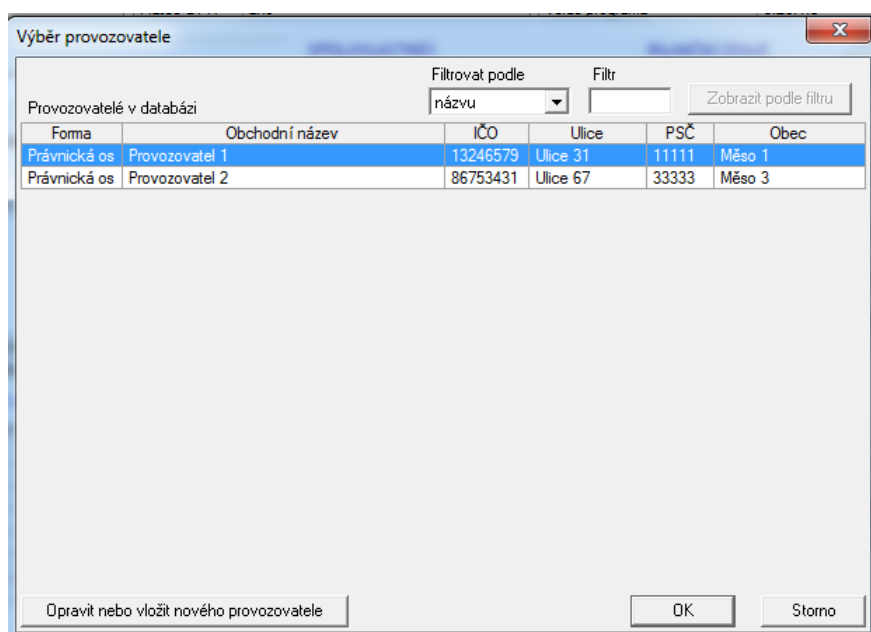 Výběr provozovatele
Filtrovat podle Filtr
názvu Zobrazit podle filtru
Provozovatelé v databázi
Forma Obchodní název IČO Ulice PSČ Obec
Právnická os Provozovatel 1 13246579 Ulice 31 11111 Měso 1
Právnická os Provozovatel 2 86753431 Ulice 67 33333 Měso 3
Opravit nebo vložit nového provozovatele OK Storno